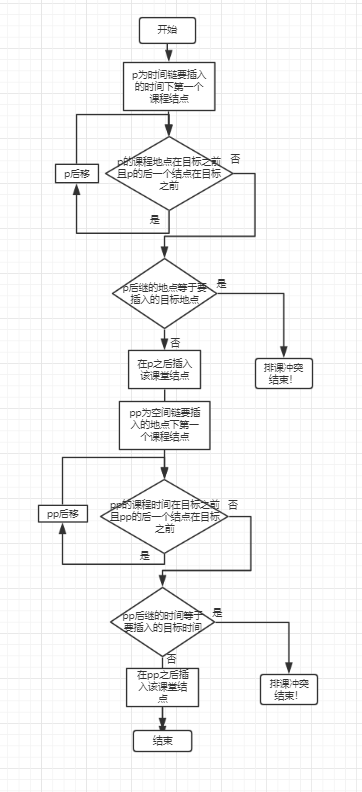 开始
p为时间链要插入
的时间下第一个
课程结点
p的课程地点在目标之前
且p的后一个结点在目标
之前
否
p后移
是
p后继的地点等于要
插入的目标地点
是
否
在p之后插入
该课堂结点
排课冲突
结束！
pp为空间链要插
入的地点下第一
个课程结点
pp的课程时间在目标之前
且pp的后一个结点在目标
之前
否
pp后移
是
pp后继的时间等于
要插入的目标时间
是
否
在pp之后插
入该课堂结
点
排课冲突
结束！
结束